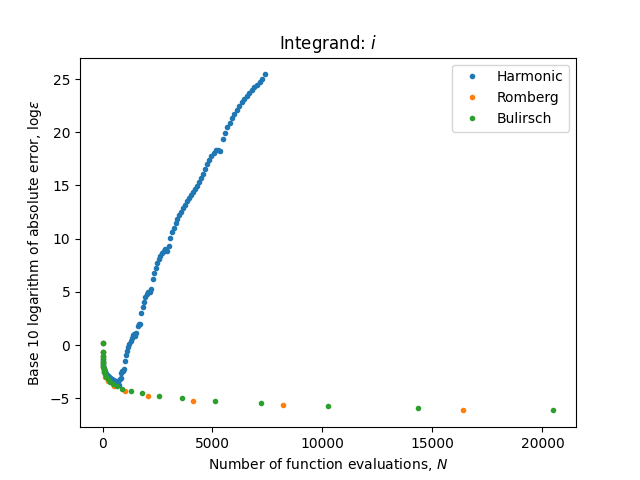 Integrand: i
Harmonic
Romberg
Bulirsch
Base 10 logarithm of absolute error, logε
25
20
15
10
5
0
−5
0
5000
10000
15000
20000
Number of function evaluations, N